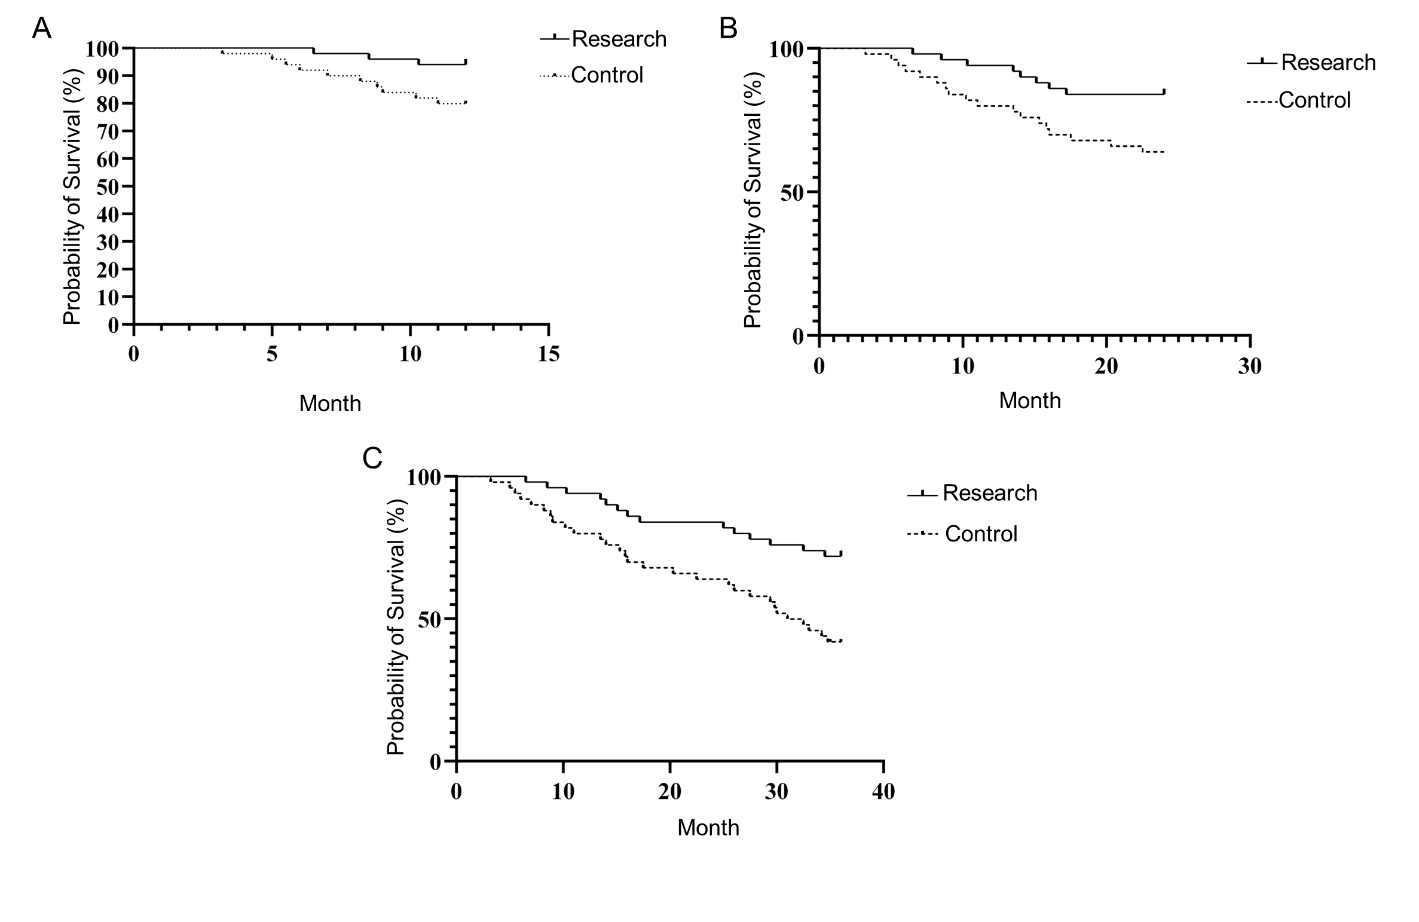 A
Probability of Survival (%)
100
90
80
70
60
50
40
30
20
10
0
0 5 10 15
Month
Research
Control
B
Probability of Survival (%)
100
50
0
0 10 20 30
Month
Research
Control
C
Probability of Survival (%)
100
50
0
0 10 20 30 40
Month
Research
Control